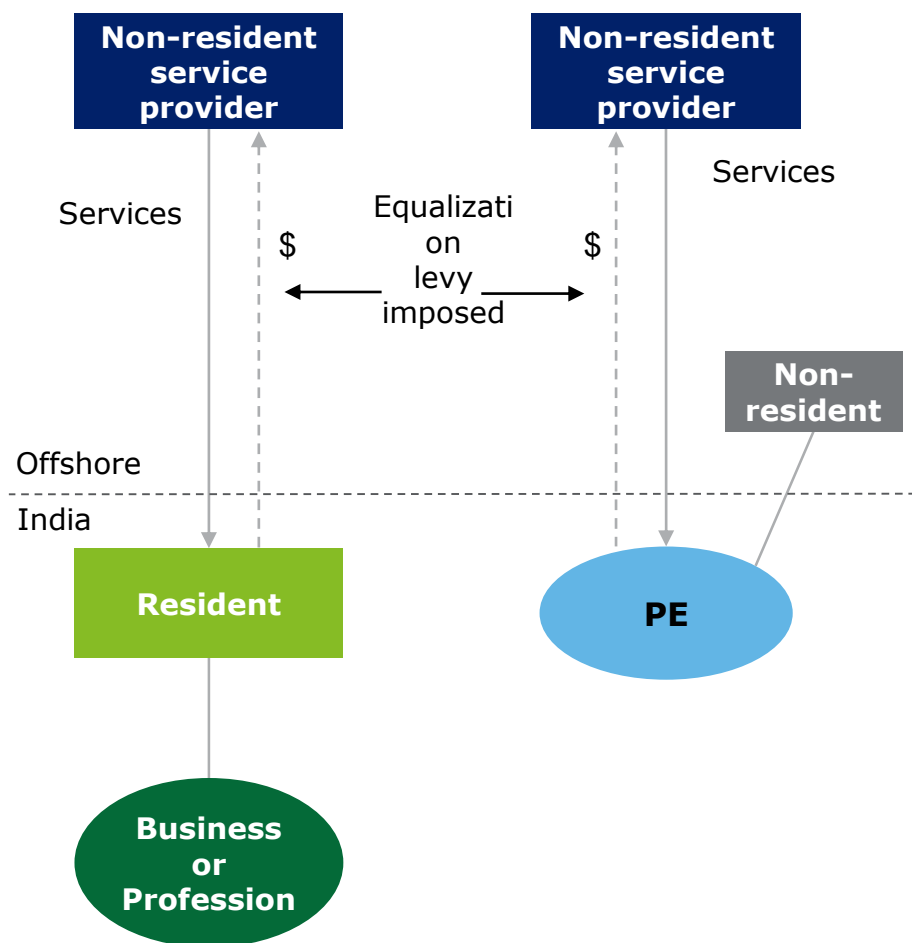 Non-resident
service
provider
Non-resident
service
provider
Services
Services
$
Equalizati
on
levy
imposed
$
Non-
resident
Offshore
India
Resident
PE
Business
or
Profession